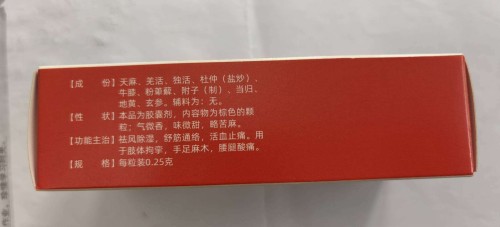 【成　　份】天麻、羌活、独活、杜仲（盐炒）、
牛膝、粉萆薢、附子（制）、当归、
地黄、玄参。辅料为：无。
【性　　状】本品为胶囊剂，内容物为棕色的颗
粒；气微香，味微甜，略苦麻。
【功能主治】祛风除湿，舒筋通络，活血止痛。用
于肢体拘挛，手足麻木，腰腿酸痛。
【规　　格】每粒装0.25克